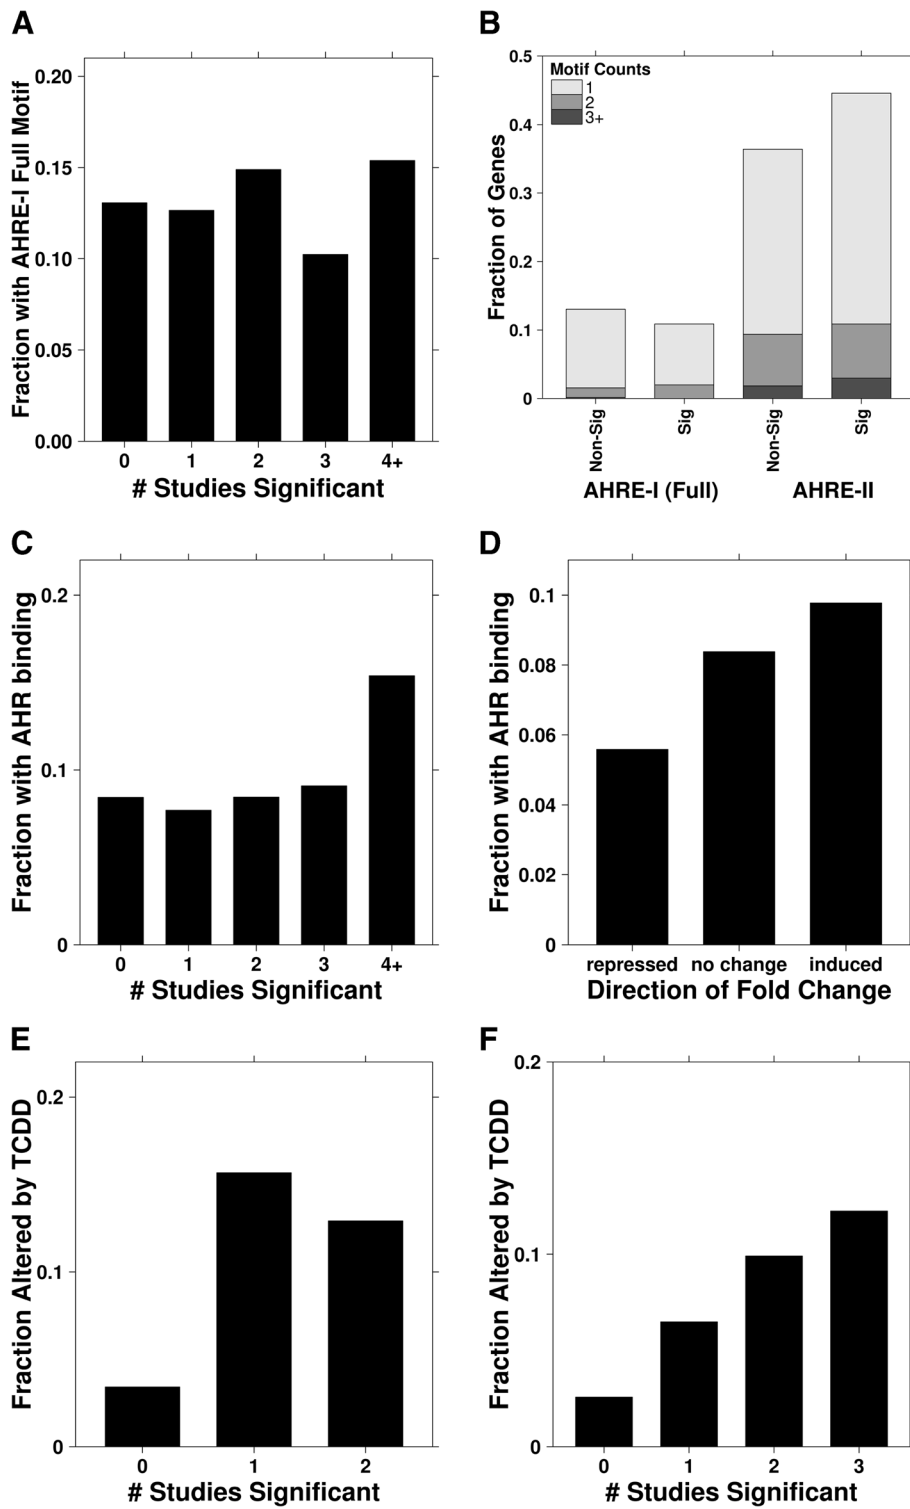 A
Fraction with AHRE-I Full Motif
0.20
0.15
0.10
0.05
0.00
0 1 2 3 4+
# Studies Significant
B
Fraction of Genes
0.5
0.4
0.3
0.2
0.1
0
Motif Counts
1
2
3+
Non-Sig Sig Non-Sig Sig
AHRE-I (Full) AHRE-II
C
Fraction with AHR binding
0.2
0.1
0
0 1 2 3 4+
# Studies Significant
D
Fraction with AHR binding
0.1
0.08
0.06
0.04
0.02
0
repressed no change induced
Direction of Fold Change
E
Fraction Altered by TCDD
0.2
0.1
0
0 1 2
# Studies Significant
F
Fraction Altered by TCDD
0.2
0.1
0
0 1 2 3
# Studies Significant